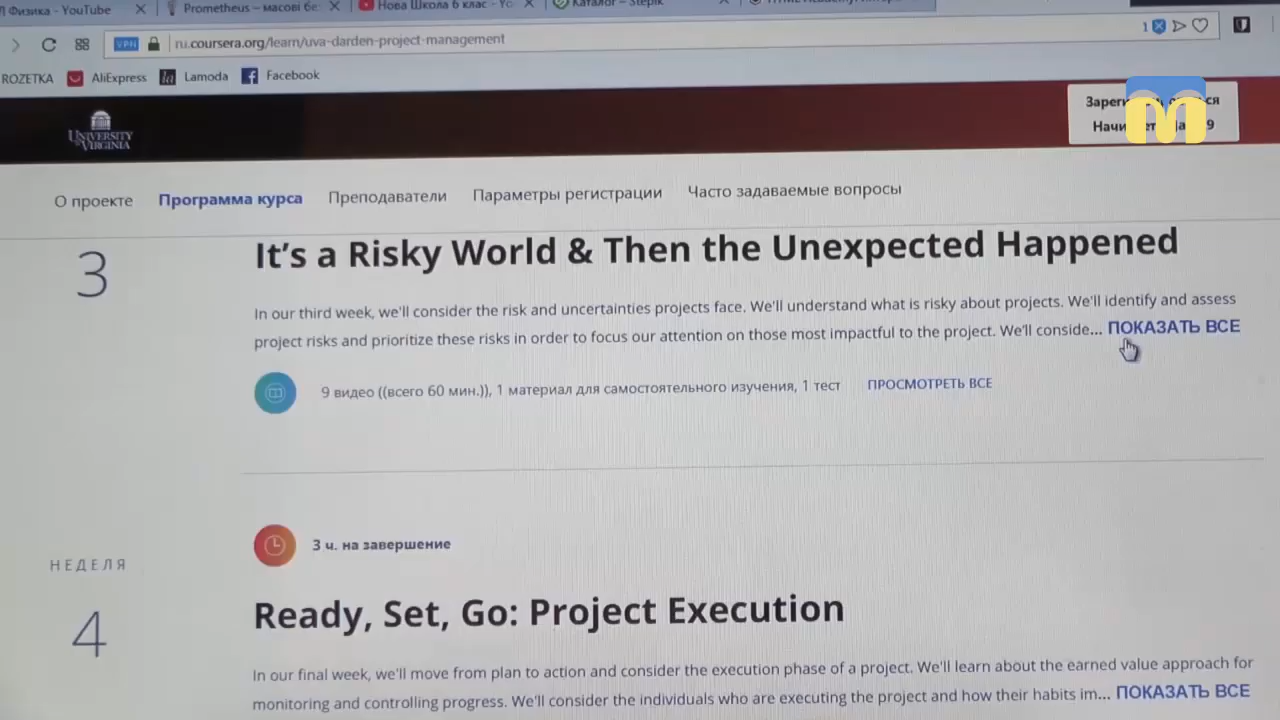 Физика - YouTube
Prometheus – масові бе
Нова Школа 6 клас - Yo
Каталог – Stepik
VPN
ru.coursera.org/learn/uva-darden-project-management
1
ROZETKA
AliExpress
la Lamoda
Facebook
UNIVERSITY
VIRGINIA
О проекте
Программа курса
Преподаватели
Параметры регистрации
Часто задаваемые вопросы
3
It’s a Risky World & Then the Unexpected Happened
In our third week, we'll consider the risk and uncertainties projects face. We'll understand what is risky about projects. We'll identify and assess
project risks and prioritize these risks in order to focus our attention on those most impactful to the project. We'll conside... ПОКАЗАТЬ ВСЕ
9 видео ((всего 60 мин.)), 1 материал для самостоятельного изучения, 1 тест
ПРОСМОТРЕТЬ ВСЕ
3 ч. на завершение
НЕДЕЛЯ
4
Ready, Set, Go: Project Execution
In our final week, we'll move from plan to action and consider the execution phase of a project. We'll learn about the earned value approach for
monitoring and controlling progress. We'll consider the individuals who are executing the project and how their habits im... ПОКАЗАТЬ ВСЕ